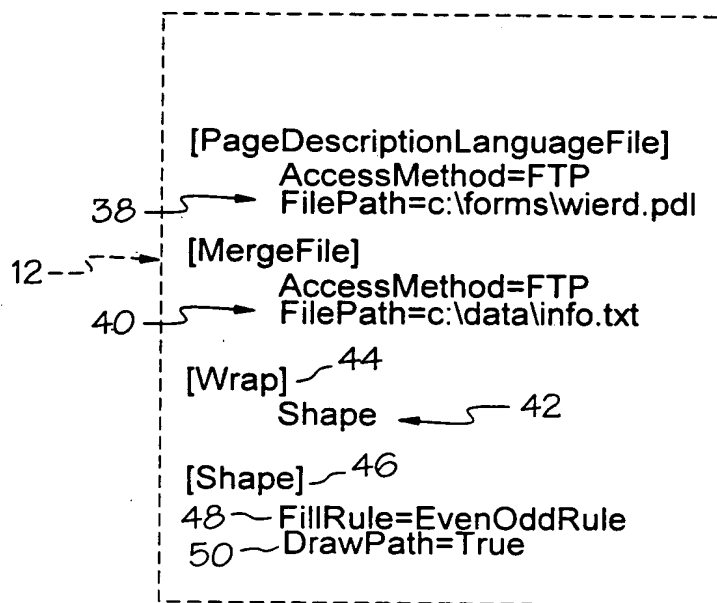 [PageDescriptionLanguageFile]
AccessMethod=FTP
38 FilePath=c:\forms\wierd.pdl
12 [MergeFile]
AccessMethod=FTP
40 FilePath=c:\data\info.txt
[Wrap] 44
Shape 42
[Shape] 46
48 FillRule=EvenOddRule
50 DrawPath=True